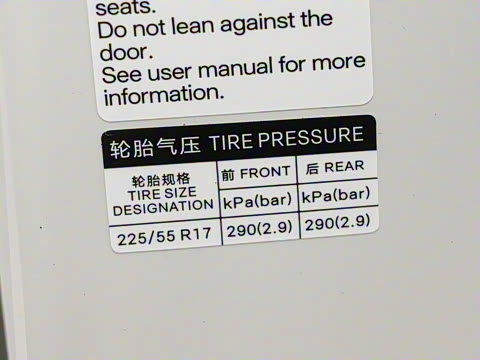 seats.
Do not lean against the
door.
See user manual for more
information.
轮胎气压 TIRE PRESSURE
轮胎规格
TIRE SIZE
DESIGNATION
前 FRONT
后 REAR
kPa(bar)
kPa(bar)
225/55 R17
290(2.9)
290(2.9)